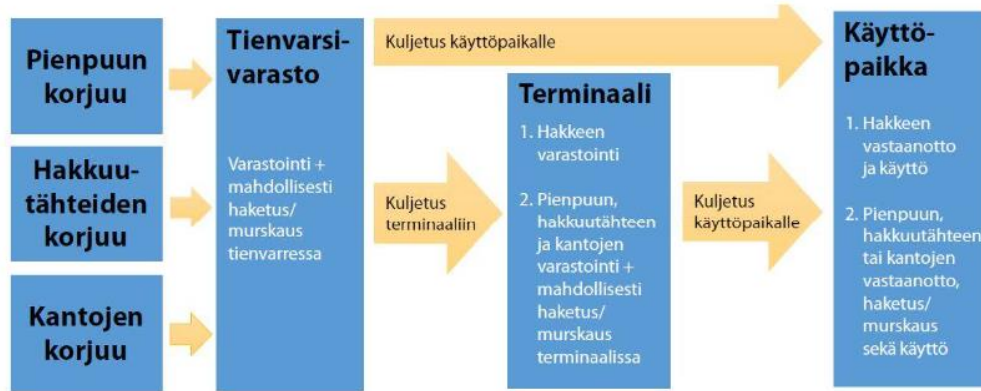 Pienpuun
korjuu
Hakkuu-
tähteiden
korjuu
Kantojen
korjuu
Tienvarsi-
varasto
Varastointi +
mahdollisesti
haketus/
murskaus
tienvarressa
Kuljetus käyttöpaikalle
Kuljetus
terminaaliin
Terminaali
1. Hakkeen
varastointi
2. Pienpuun,
hakkuutähteen
ja kantojen
varastointi +
mahdollisesti
haketus/
murskaus
terminaalissa
Kuljetus
käyttöpaikalle
Käyttö-
paikka
1. Hakkeen
vastaanotto
ja käyttö
2. Pienpuun,
hakkuutähteen
tai kantojen
vastaanotto,
haketus/
murskaus
sekä käyttö